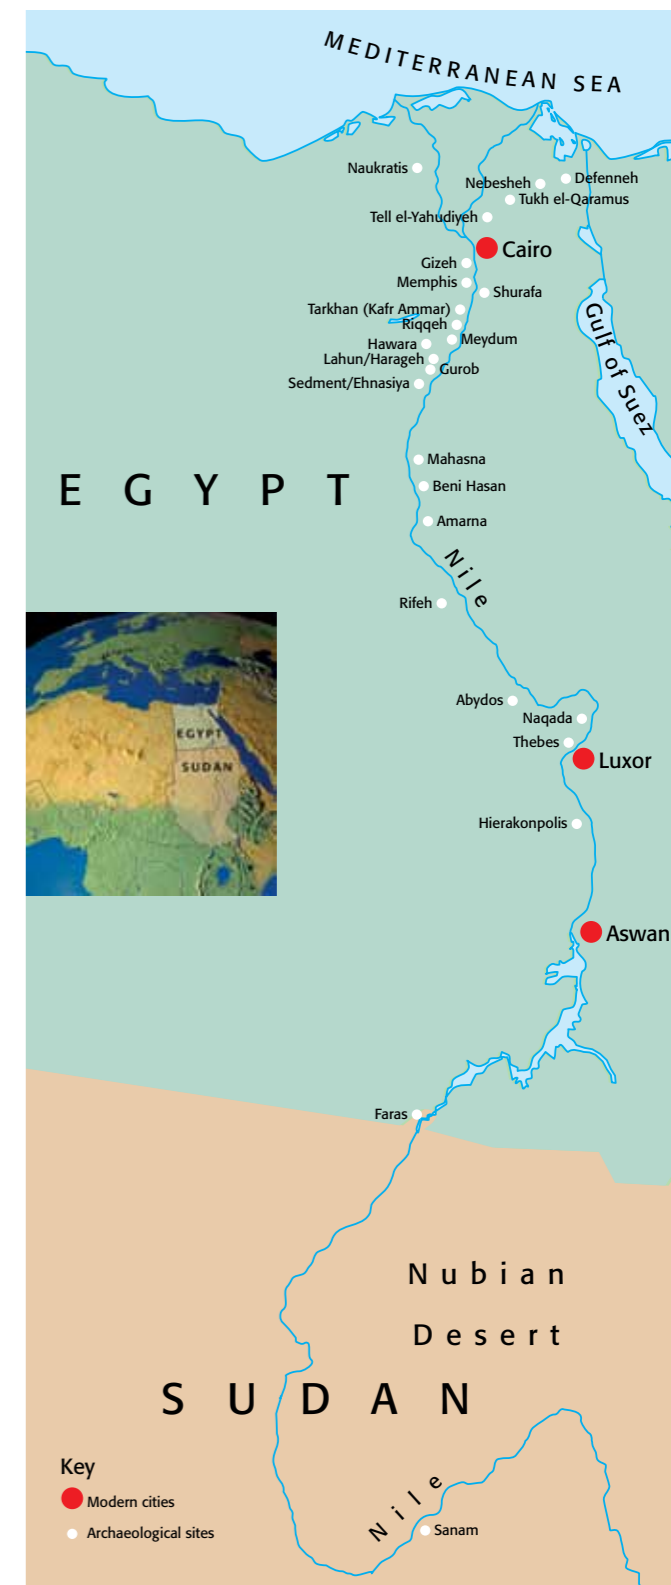 MEDITERRANEAN SEA
Naukratis
Defenneh
Nebesheh
Tukh el-Qaramus
Tell el-Yahudiyeh
Cairo
Gizeh
Memphis
Shurafa
Tarkhan (Kafr Ammar)
Riqqeh
Meydum
Hawara
Lahun/Harageh
Gurob
Sedment/Ehnasiya
Gulf of Suez
Mahasna
EGYPT
Beni Hasan
Amarna
Nile
Rifeh
EGYPT
SUDAN
Abydos
Naqada
Thebes
Luxor
Hierakonpolis
Aswan
Faras
Nubian
Desert
SUDAN
Key
Modern cities
Archaeological sites
Nile
Sanam